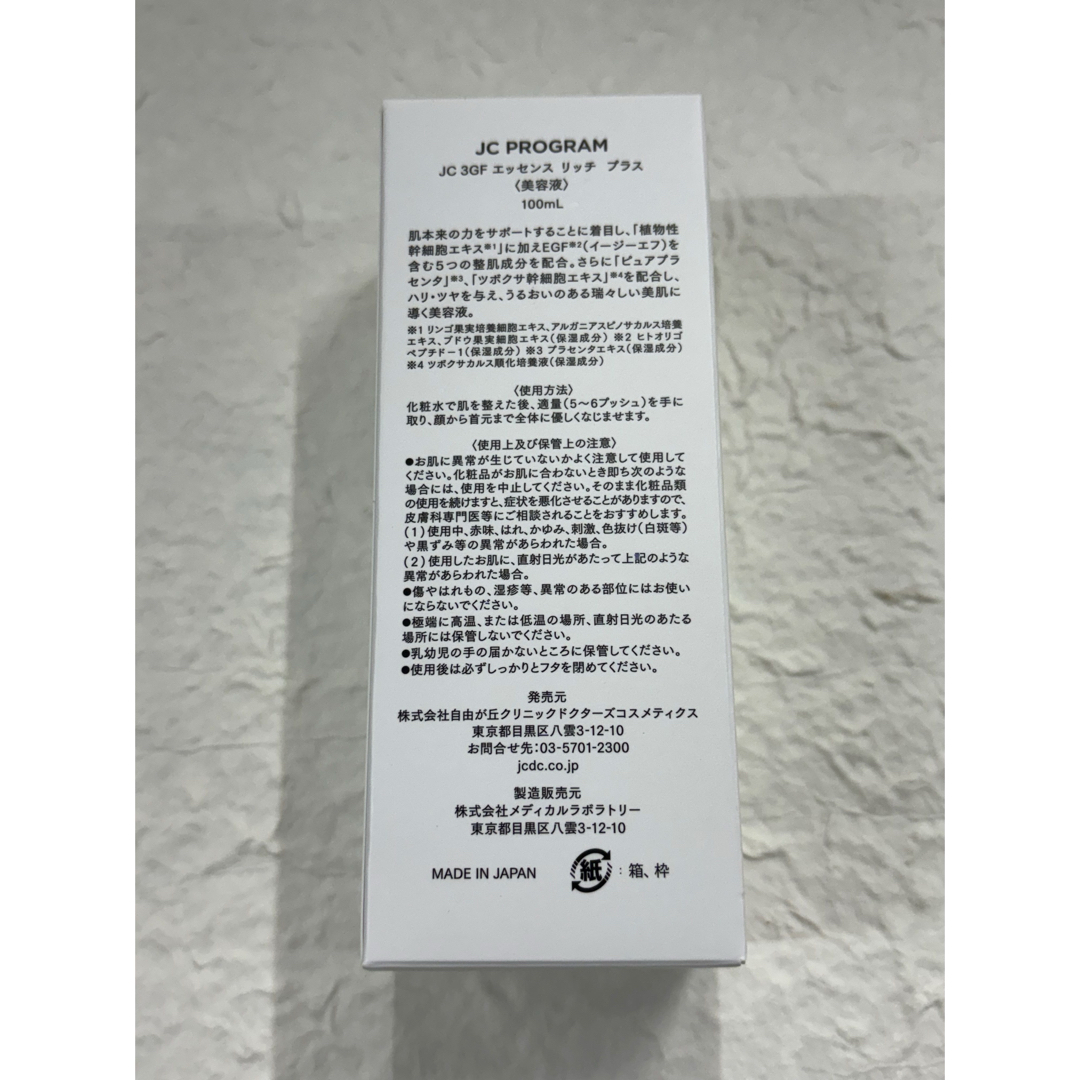 JC PROGRAM
JC 3GF エッセンス リッチ プラス
〈美容液〉
100mL
肌本来の力をサポートすることに着目し、「植物性
幹細胞エキス※1」に加えEGF※2(イージーエフ)を
含む5つの整肌成分を配合。さらに「ピュアプラ
センタ」※3、「ツボクサ幹細胞エキス」※4を配合し、
ハリ・ツヤを与え、うるおいのある瑞々しい美肌に
導く美容液。
※1 リンゴ果実培養細胞エキス、アルガニアスピノサカルス培養
エキス、ブドウ果実細胞エキス(保湿成分) ※2 ヒトオリゴ
ペプチド-1(保湿成分) ※3 プラセンタエキス(保湿成分)
※4 ツボクサカルス順化培養液(保湿成分)
〈使用方法〉
化粧水で肌を整えた後、適量(5〜6プッシュ)を手に
取り、顔から首元まで全体に優しくなじませます。
〈使用上及び保管上の注意〉
●お肌に異常が生じていないかよく注意して使用して
ください。化粧品がお肌に合わないとき即ち次のような
場合には、使用を中止してください。そのまま化粧品類
の使用を続けますと、症状を悪化させることがありますので、
皮膚科専門医等にご相談されることをおすすめします。
(1)使用中、赤味、はれ、かゆみ、刺激、色抜け(白斑等)
や黒ずみ等の異常があらわれた場合。
(2)使用したお肌に、直射日光があたって上記のような
異常があらわれた場合。
●傷やはれもの、湿疹等、異常のある部位にはお使い
にならないでください。
●極端に高温、または低温の場所、直射日光のあたる
場所には保管しないでください。
●乳幼児の手の届かないところに保管してください。
●使用後は必ずしっかりとフタを閉めてください。
発売元
株式会社自由が丘クリニックドクターズコスメティクス
東京都目黒区八雲3-12-10
お問合せ先:03-5701-2300
jcdc.co.jp
製造販売元
株式会社メディカルラボラトリー
東京都目黒区八雲3-12-10
MADE IN JAPAN 紙 : 箱、枠